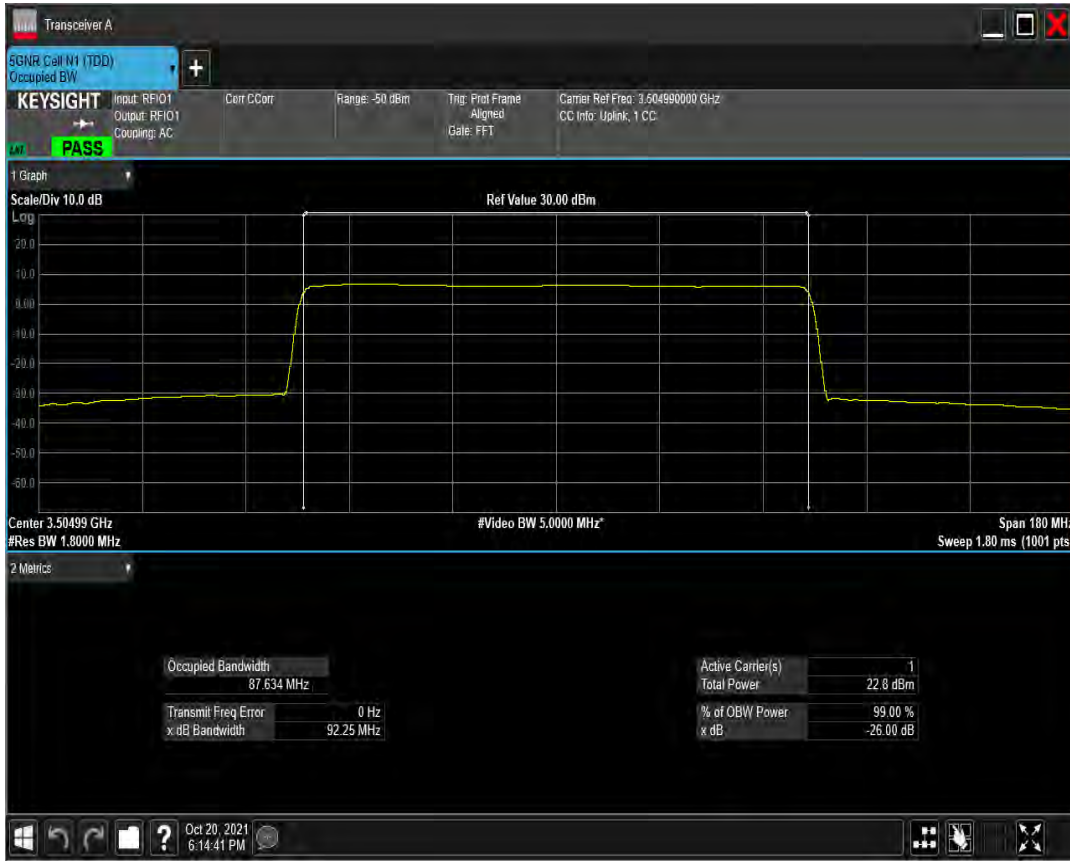 Transceiver A
5GNR Cell N1 (TDD)
Occupied BW
KEYSIGHT
Input: RFIO1
Output: RFIO1
Coupling: AC
Corr CCorr
Range: -50 dBm
Trig: Prot Frame
Aligned
Gate: FFT
Carrier Ref Freq: 3.504990000 GHz
CC Info: Uplink, 1 CC
PASS
1 Graph
Scale/Div 10.0 dB
Ref Value 30.00 dBm
Log
20.0
10.0
0.00
-10.0
-20.0
-30.0
-40.0
-50.0
-60.0
Center 3.50499 GHz
#Video BW 5.0000 MHz*
Span 180 MHz
#Res BW 1.8000 MHz
Sweep 1.80 ms (1001 pts
2 Metrics
Occupied Bandwidth
87.634 MHz
Transmit Freq Error 0 Hz
x dB Bandwidth 92.25 MHz
Active Carrier(s) 1
Total Power 22.8 dBm
% of OBW Power 99.00 %
x dB -26.00 dB
Oct 20, 2021
6:14:41 PM